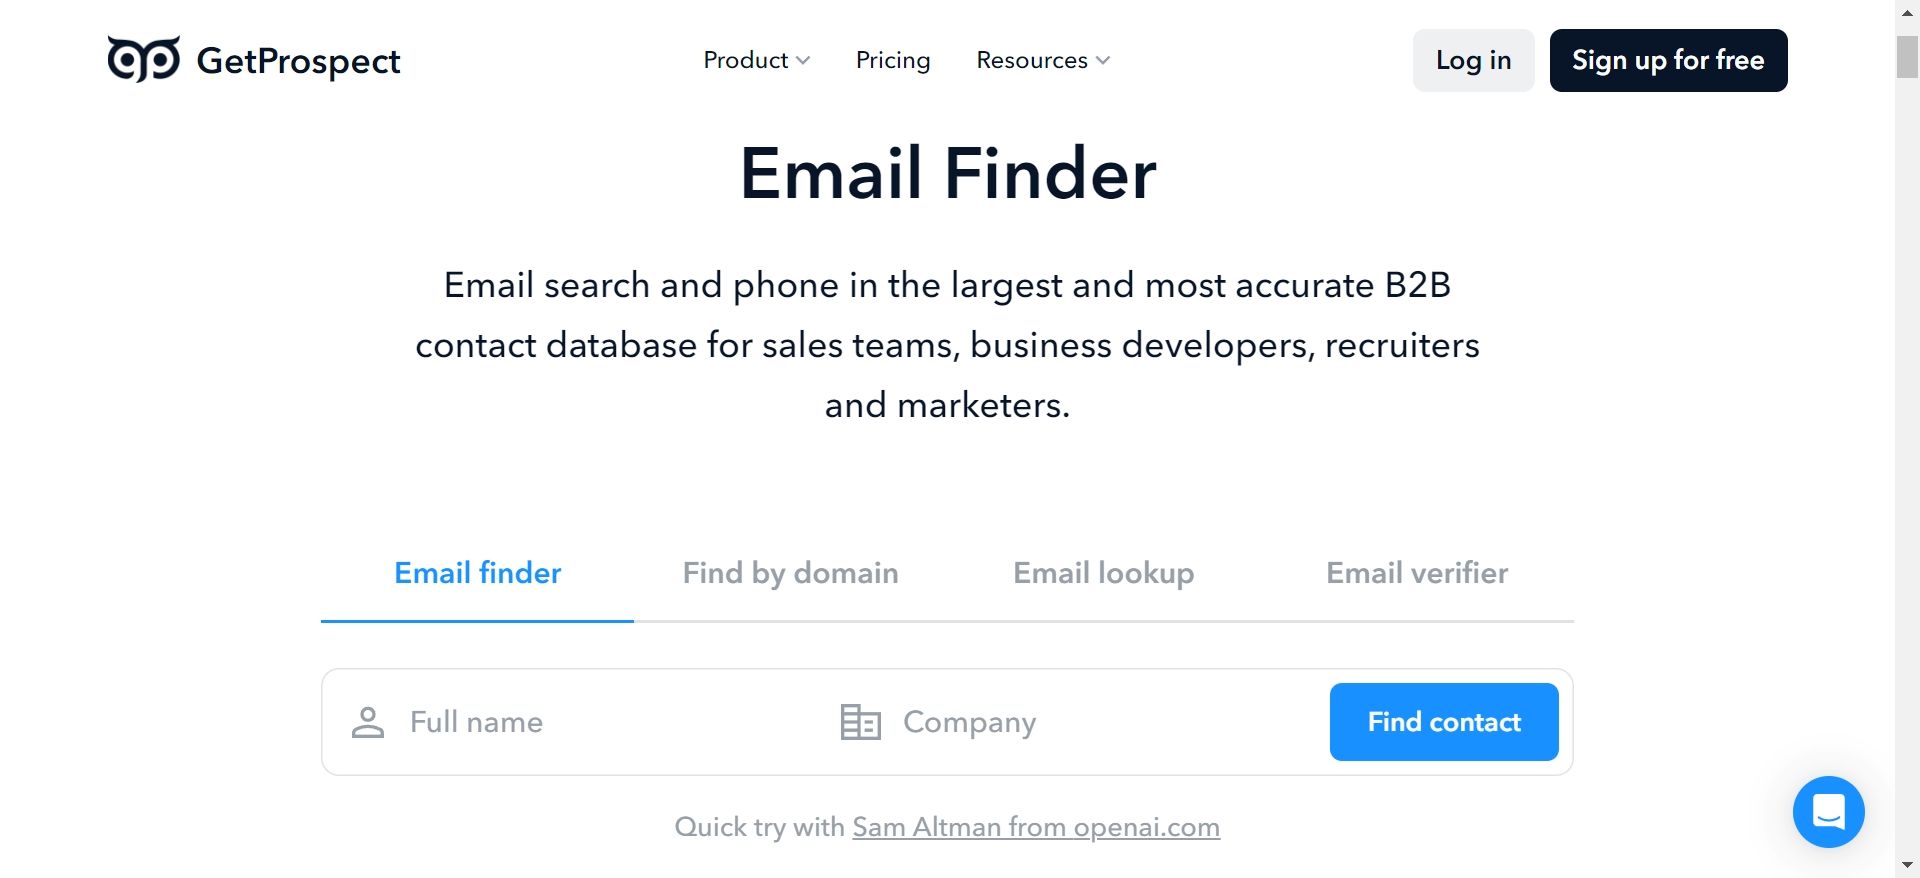 GetProspect
Product
Pricing
Resources
Log in
Sign up for free
Email Finder
Email search and phone in the largest and most accurate B2B
contact database for sales teams, business developers, recruiters
and marketers.
Email finder
Find by domain
Email lookup
Email verifier
Full name
Company
Find contact
Quick try with Sam Altman from openai.com